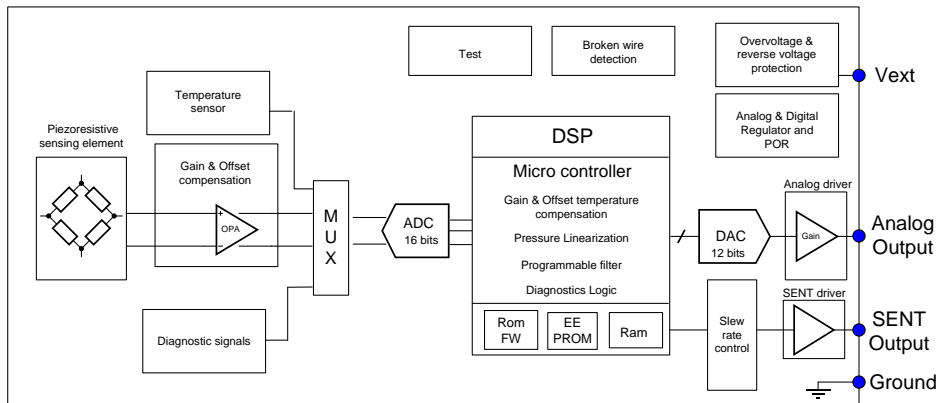 Test
Broken wire
detection
Overvoltage &
reverse voltage
protection
Vext
Temperature
sensor
Analog & Digital
Regulator and
POR
Piezoresistive
sensing element
Gain & Offset
compensation
+
OPA
−
M
U
X
ADC
16 bits
DSP
Micro controller
Gain & Offset temperature
compensation
Pressure Linearization
Programmable filter
Diagnostics Logic
Rom
FW
EE
PROM
Ram
DAC
12 bits
Analog driver
Gain
Analog
Output
Diagnostic signals
Slew
rate
control
SENT driver
SENT
Output
Ground